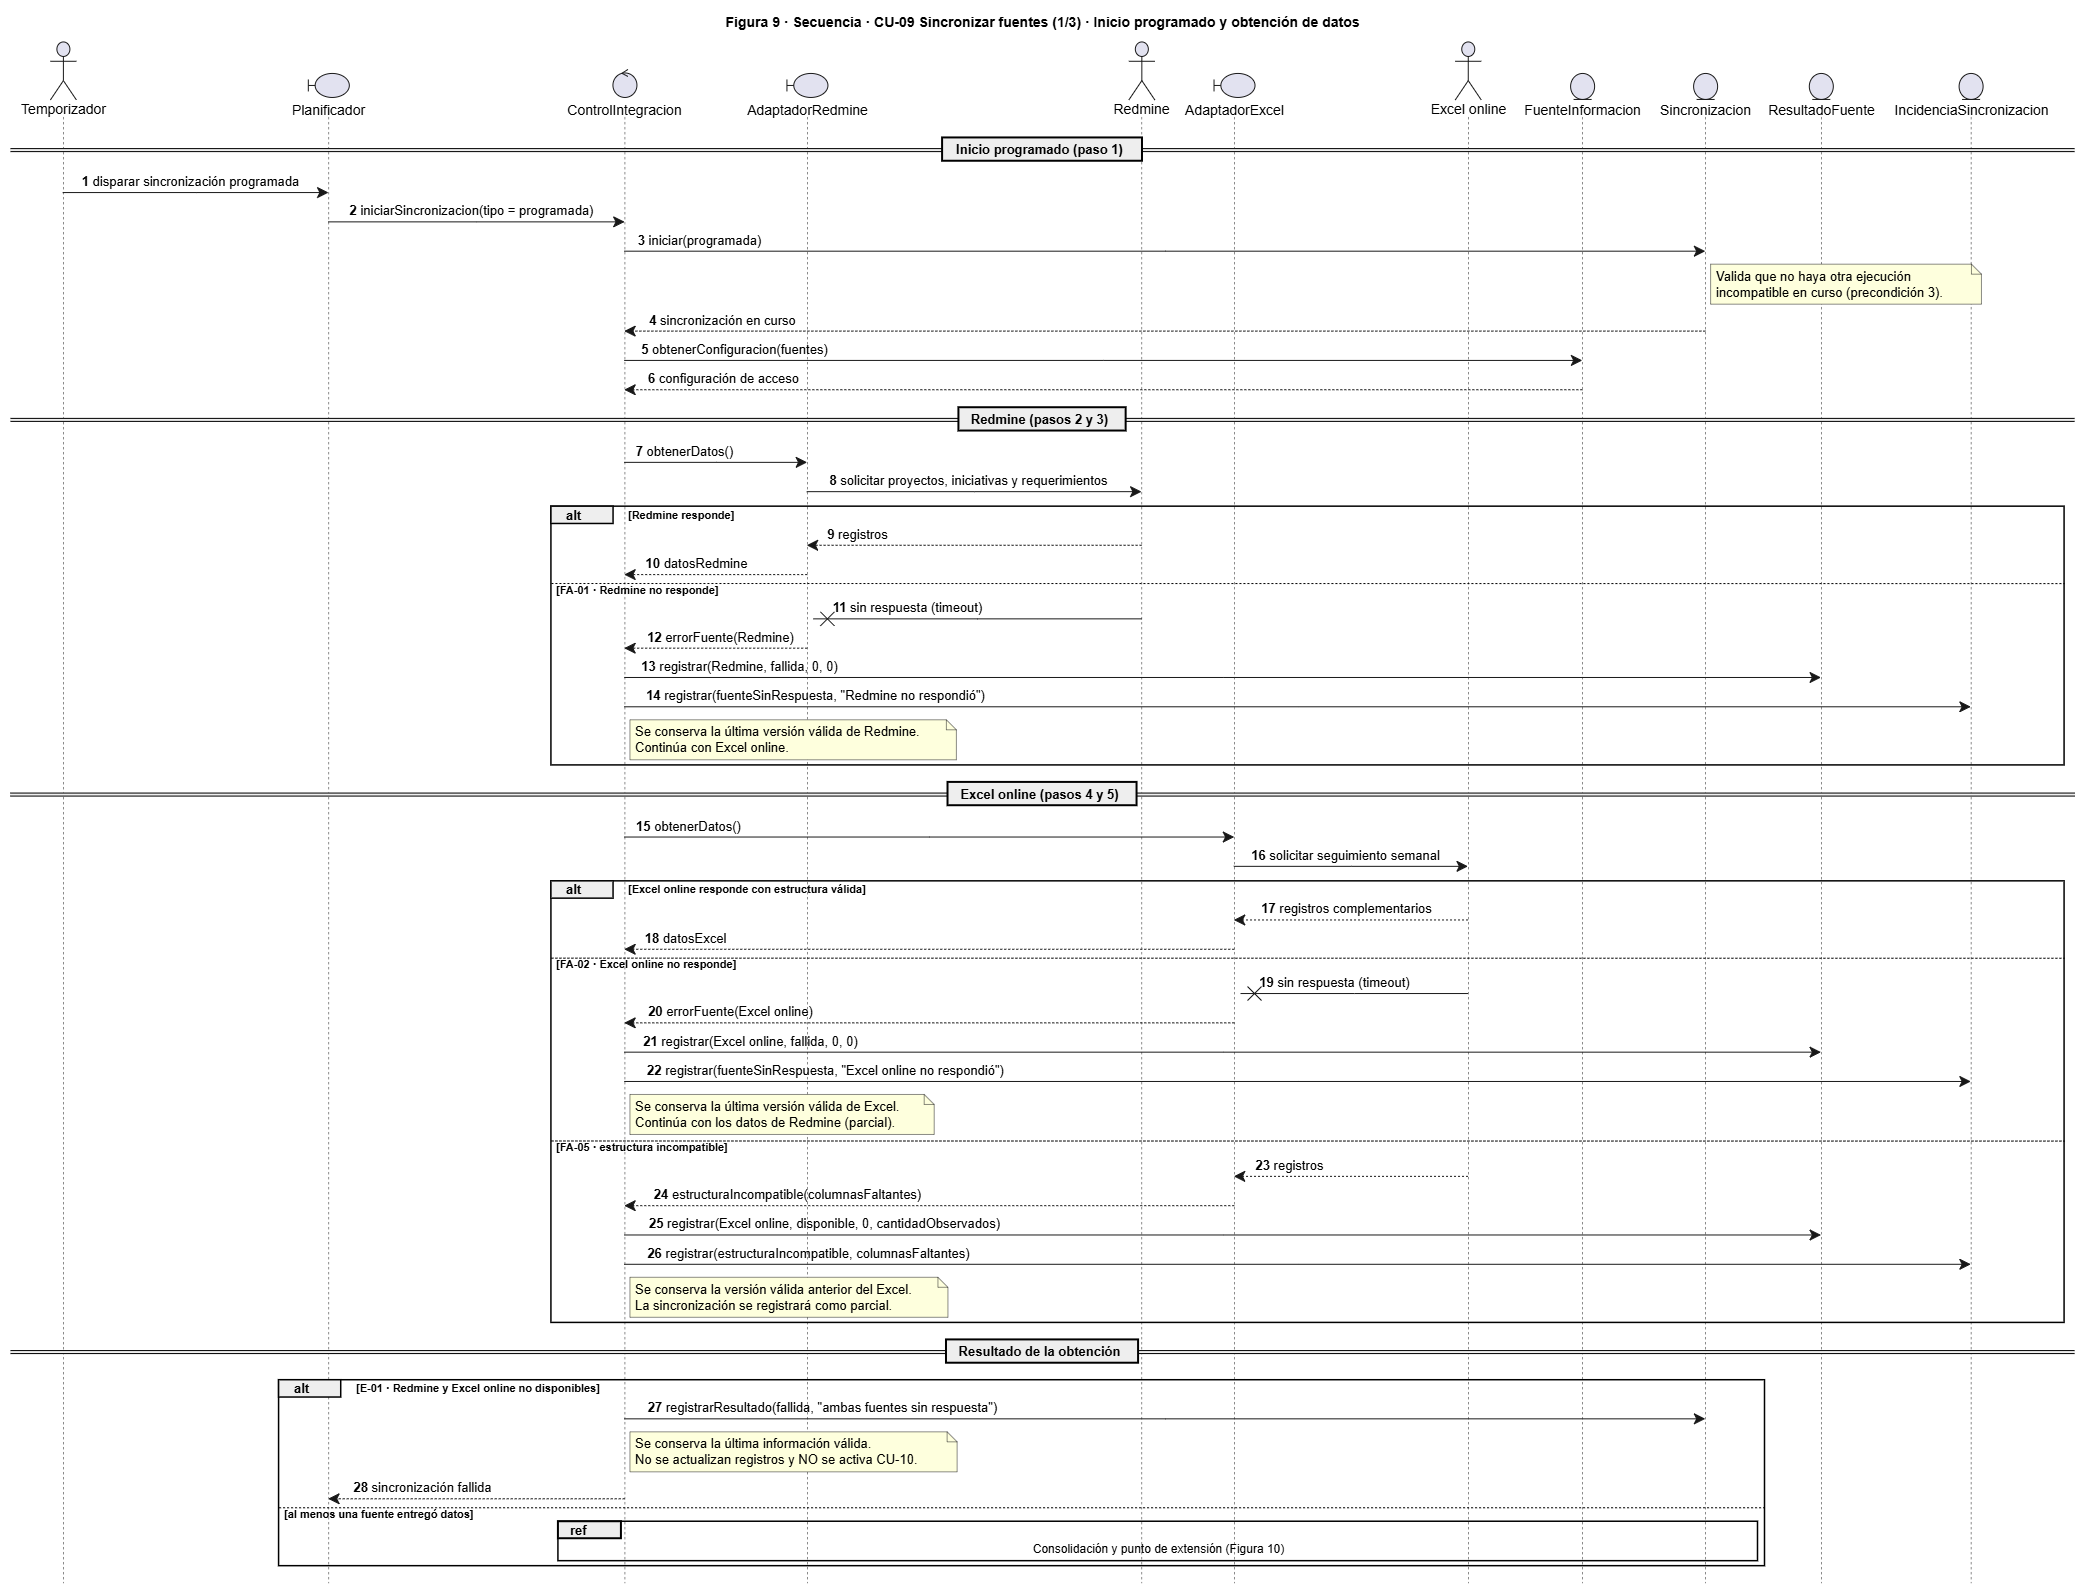 Figura 9 · Secuencia · CU-09 Sincronizar fuentes (1/3) · Inicio programado y obtención de datos
Temporizador
Planificador
ControlIntegracion
AdaptadorRedmine
Redmine
AdaptadorExcel
Excel online
FuenteInformacion
Sincronizacion
ResultadoFuente
IncidenciaSincronizacion
Inicio programado (paso 1)
1 disparar sincronización programada
2 iniciarSincronizacion(tipo = programada)
3 iniciar(programada)
Valida que no haya otra ejecución
incompatible en curso (precondición 3).
4 sincronización en curso
5 obtenerConfiguracion(fuentes)
6 configuración de acceso
Redmine (pasos 2 y 3)
7 obtenerDatos()
8 solicitar proyectos, iniciativas y requerimientos
alt
[Redmine responde]
9 registros
10 datosRedmine
[FA-01 · Redmine no responde]
11 sin respuesta (timeout)
12 errorFuente(Redmine)
13 registrar(Redmine, fallida, 0, 0)
14 registrar(fuenteSinRespuesta, "Redmine no respondió")
Se conserva la última versión válida de Redmine.
Continúa con Excel online.
Excel online (pasos 4 y 5)
15 obtenerDatos()
16 solicitar seguimiento semanal
alt
[Excel online responde con estructura válida]
17 registros complementarios
18 datosExcel
[FA-02 · Excel online no responde]
19 sin respuesta (timeout)
20 errorFuente(Excel online)
21 registrar(Excel online, fallida, 0, 0)
22 registrar(fuenteSinRespuesta, "Excel online no respondió")
Se conserva la última versión válida de Excel.
Continúa con los datos de Redmine (parcial).
[FA-05 · estructura incompatible]
23 registros
24 estructuraIncompatible(columnasFaltantes)
25 registrar(Excel online, disponible, 0, cantidadObservados)
26 registrar(estructuraIncompatible, columnasFaltantes)
Se conserva la versión válida anterior del Excel.
La sincronización se registrará como parcial.
Resultado de la obtención
alt
[E-01 · Redmine y Excel online no disponibles]
27 registrarResultado(fallida, "ambas fuentes sin respuesta")
Se conserva la última información válida.
No se actualizan registros y NO se activa CU-10.
28 sincronización fallida
[al menos una fuente entregó datos]
ref
Consolidación y punto de extensión (Figura 10)